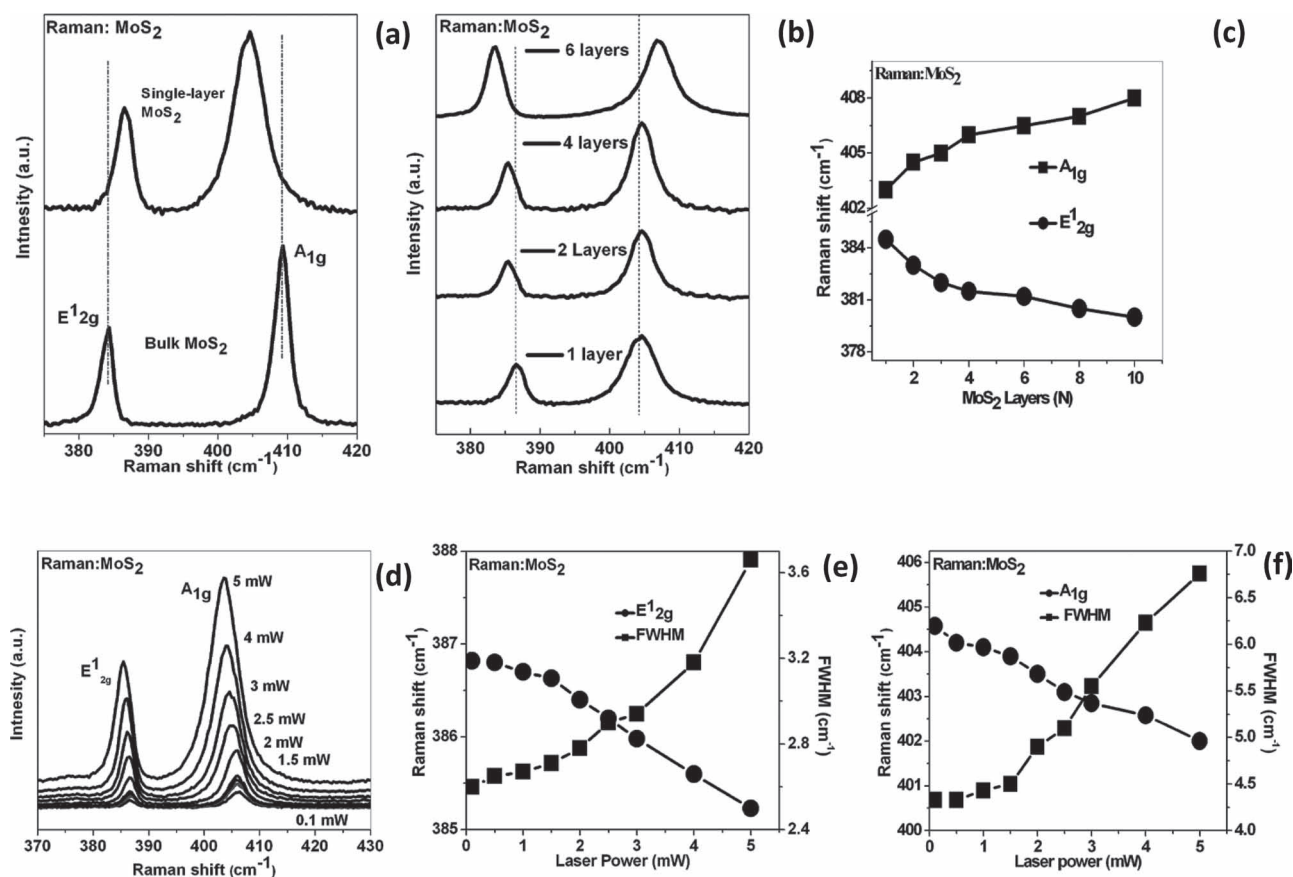 Raman: MoS2
(a)
Single-layer
MoS2
A1g
E12g
Bulk MoS2
Intnesity (a.u.)
380 390 400 410 420
Raman shift (cm-1)
Raman:MoS2
(b)
6 layers
4 layers
2 Layers
1 layer
Intensity (a.u.)
380 390 400 410 420
Raman shift (cm-1)
(c)
Raman:MoS2
408
405
402
384
381
378
A1g
E12g
Raman shift (cm-1)
2 4 6 8 10
MoS2 Layers (N)
Raman:MoS2
(d)
A1g
5 mW
4 mW
E12g
3 mW
2.5 mW
2 mW
1.5 mW
0.1 mW
Intnesity (a.u.)
370 380 390 400 410 420 430
Raman shift (cm-1)
Raman:MoS2
(e)
388
387
386
385
E12g
FWHM
Raman shift (cm-1)
3.6
3.2
2.8
2.4
FWHM (cm-1)
0 1 2 3 4 5
Laser Power (mW)
Raman:MoS2
(f)
406
405
404
403
402
401
400
A1g
FWHM
Raman shift (cm-1)
7.0
6.5
6.0
5.5
5.0
4.5
4.0
FWHM (cm-1)
0 1 2 3 4 5
Laser power (mW)